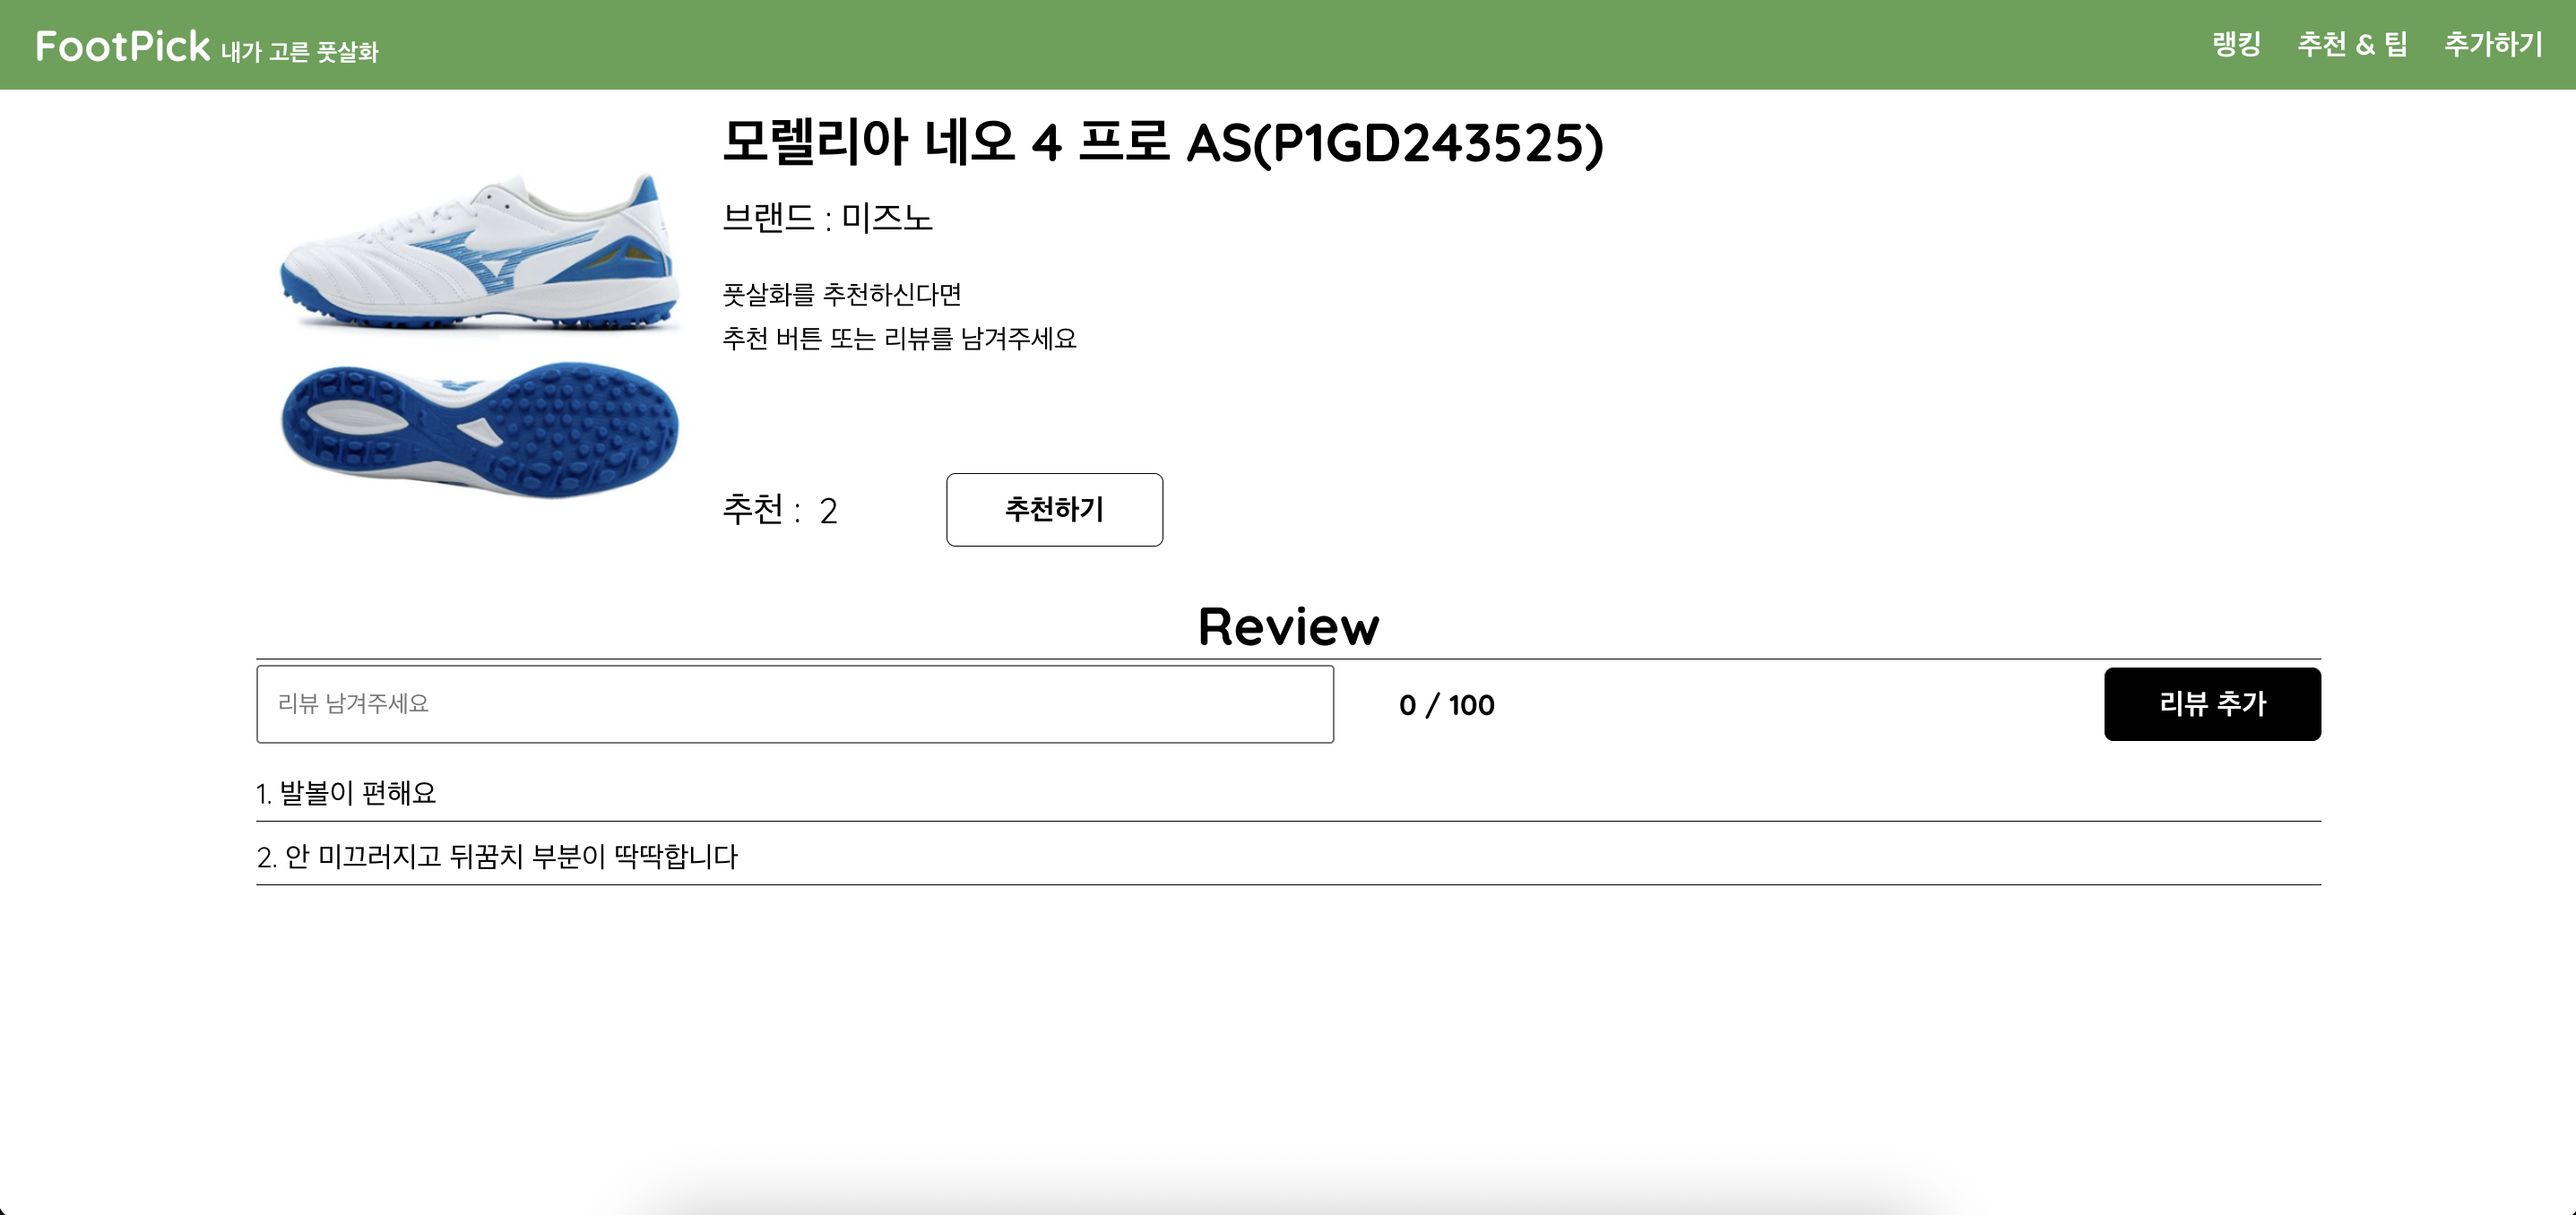 FootPick 내가 고른 풋살화
랭킹 추천 & 팁 추가하기
모렐리아 네오 4 프로 AS(P1GD243525)
브랜드 : 미즈노
풋살화를 추천하신다면
추천 버튼 또는 리뷰를 남겨주세요
추천 : 2 추천하기
Review
리뷰 남겨주세요 0 / 100 리뷰 추가
1. 발볼이 편해요
2. 안 미끄러지고 뒤꿈치 부분이 딱딱합니다